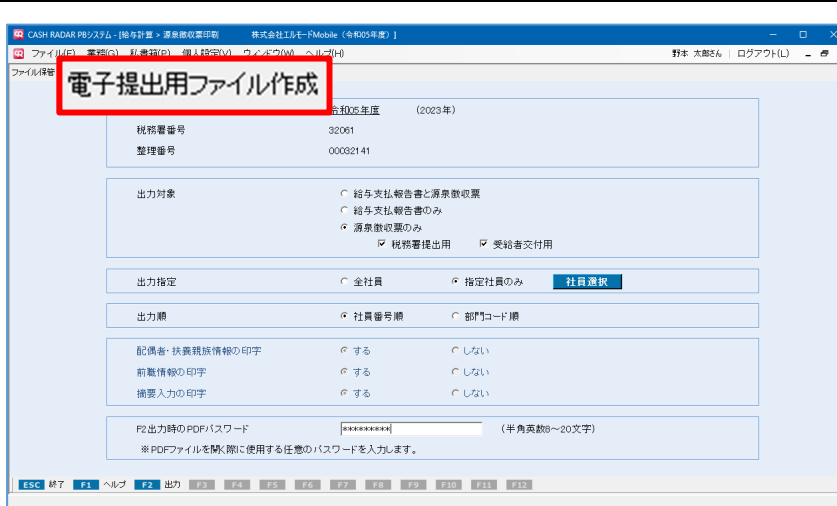 CASH RADAR PBシステム - [給与計算 > 源泉徴収票印刷 株式会社エルモードMobile（令和05年度）]
ファイル(F) 業務(G) 私書箱(P) 個人設定(V) ウィンドウ(W) ヘルプ(H) 野本 太郎さん | ログアウト(L)
ファイル保管
電子提出用ファイル作成
令和05年度 (2023年)
税務署番号 32061
整理番号 00032141
出力対象 給与支払報告書と源泉徴収票
給与支払報告書のみ
源泉徴収票のみ
税務署提出用 受給者交付用
出力指定 全社員 指定社員のみ 社員選択
出力順 社員番号順 部門コード順
配偶者・扶養親族情報の印字 する しない
前職情報の印字 する しない
摘要入力の印字 する しない
F2出力時のPDFパスワード ********* （半角英数8～20文字）
※PDFファイルを開く際に使用する任意のパスワードを入力します。
ESC 終了 F1 ヘルプ F2 出力 F3 F4 F5 F6 F7 F8 F9 F10 F11 F12